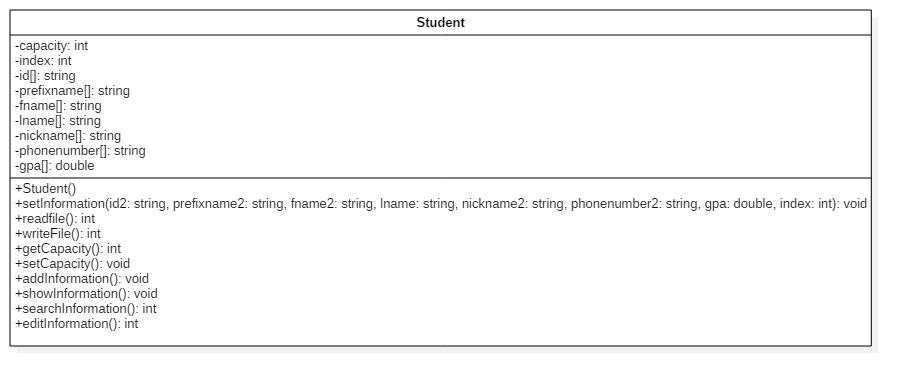 Student
-capacity: int
-index: int
-id[]: string
-prefixname[]: string
-fname[]: string
-lname[]: string
-nickname[]: string
-phonenumber[]: string
-gpa[]: double
+Student()
+setInformation(id2: string, prefixname2: string, fname2: string, lname: string, nickname2: string, phonenumber2: string, gpa: double, index: int): void
+readfile(): int
+writeFile(): int
+getCapacity(): int
+setCapacity(): void
+addInformation(): void
+showInformation(): void
+searchInformation(): int
+editInformation(): int